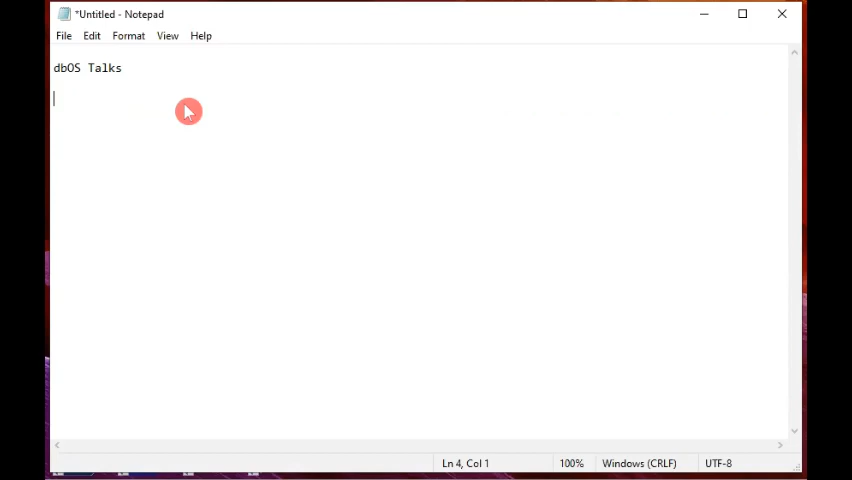 *Untitled - Notepad
File Edit Format View Help
dbOS Talks
Ln 4, Col 1 100% Windows (CRLF) UTF-8